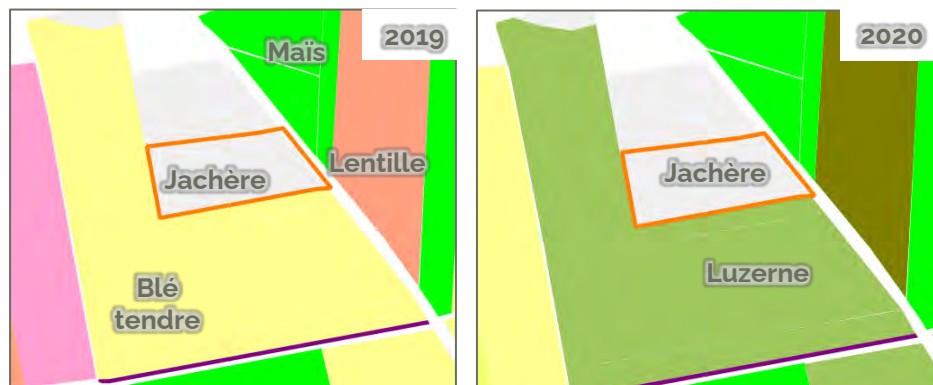 2019
Maïs
Lentille
Jachère
Blé
tendre
2020
Jachère
Luzerne